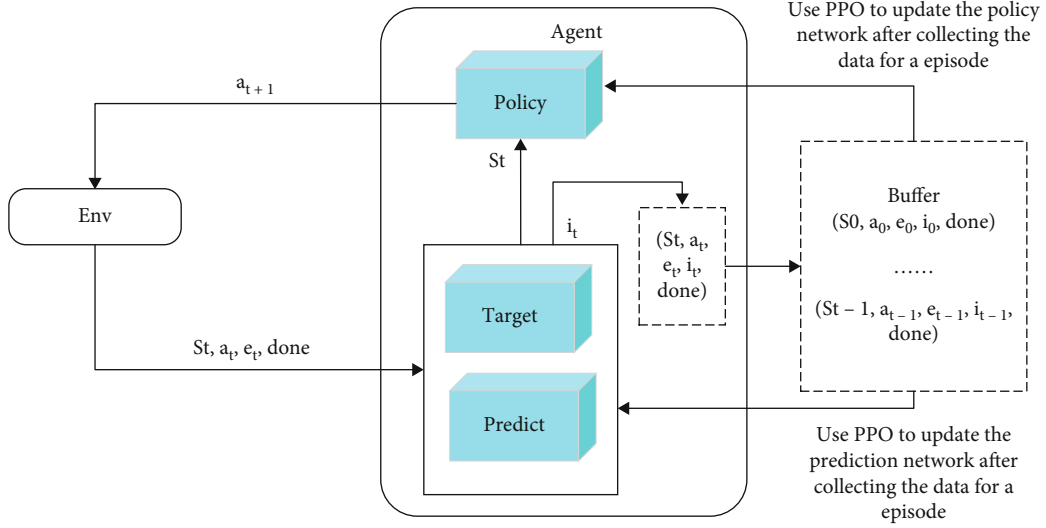 Use PPO to update the policy
network after collecting the
data for a episode
Agent
a_{t+1}
Policy
St
Env
i_t
Buffer
(S0, a_0, e_0, i_0, done)
......
(St – 1, a_{t–1}, e_{t–1}, i_{t–1},
done)
(St, a_t,
e_t, i_t,
done)
Target
St, a_t, e_t, done
Predict
Use PPO to update the
prediction network after
collecting the data for a
episode